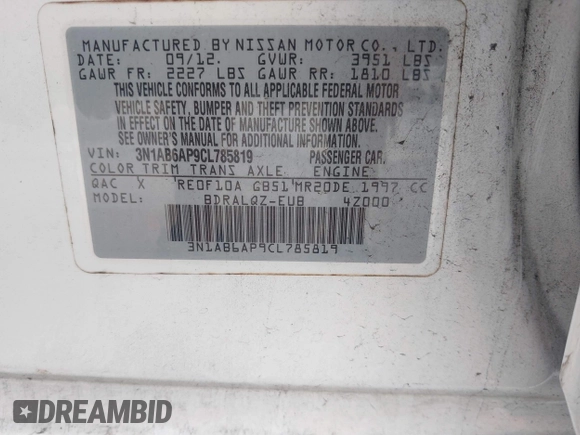 MANUFACTURED BY NISSAN MOTOR CO., LTD.
DATE: 09/12. GVWR: 3951 LBS
GAWR FR: 2227 LBS GAWR RR: 1810 LBS
THIS VEHICLE CONFORMS TO ALL APPLICABLE FEDERAL MOTOR
VEHICLE SAFETY, BUMPER AND THEFT PREVENTION STANDARDS
IN EFFECT ON THE DATE OF MANUFACTURE SHOWN ABOVE.
SEE OWNER'S MANUAL FOR ADDITIONAL INFORMATION.
VIN: 3N1AB6AP9CL785819 PASSENGER CAR.
COLOR TRIM TRANS AXLE ENGINE
QAC X RE0F10A GB51 MR20DE 1997 CC
MODEL: BDRALQZ-EUB 4Z000
3N1AB6AP9CL785819
DREAMBID